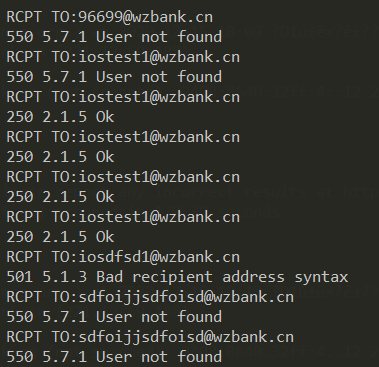 RCPT TO:96699@wzbank.cn
550 5.7.1 User not found
RCPT TO:iostest1@wzbank.cn
550 5.7.1 User not found
RCPT TO:iostest1@wzbank.cn
250 2.1.5 Ok
RCPT TO:iostest1@wzbank.cn
250 2.1.5 Ok
RCPT TO:iostest1@wzbank.cn
250 2.1.5 Ok
RCPT TO:iostest1@wzbank.cn
250 2.1.5 Ok
RCPT TO:iosdfsd1@wzbank.cn
501 5.1.3 Bad recipient address syntax
RCPT TO:sdfoijjsdfoisd@wzbank.cn
550 5.7.1 User not found
RCPT TO:sdfoijjsdfoisd@wzbank.cn
550 5.7.1 User not found